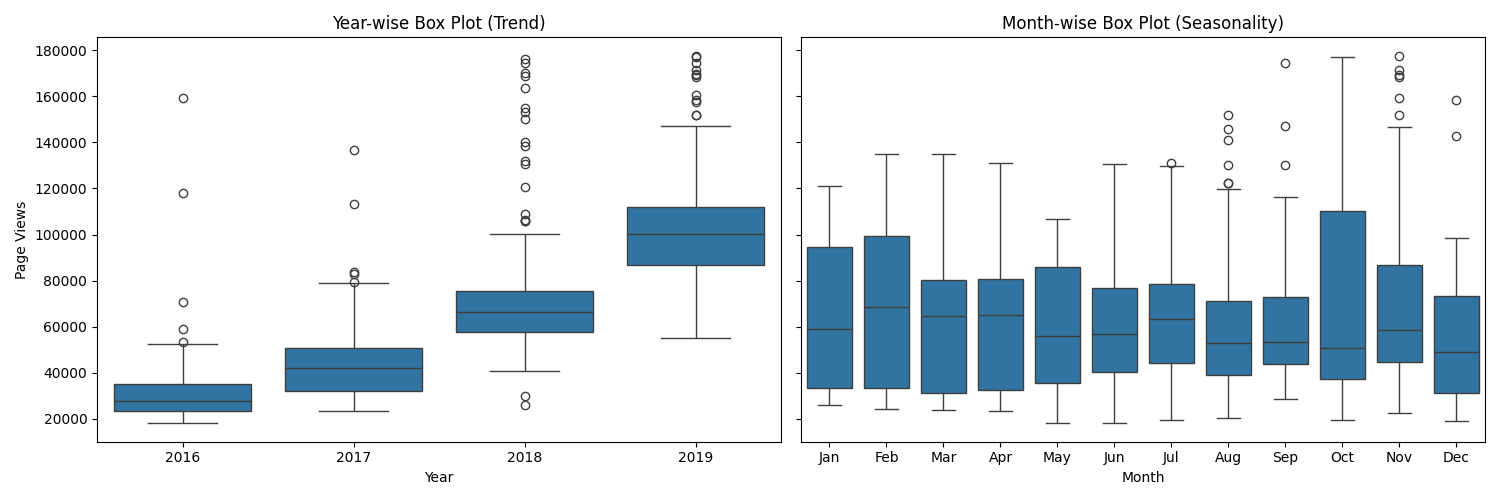 Year-wise Box Plot (Trend)
Month-wise Box Plot (Seasonality)
Page Views
180000
160000
140000
120000
100000
80000
60000
40000
20000
2016 2017 2018 2019
Year
Jan Feb Mar Apr May Jun Jul Aug Sep Oct Nov Dec
Month